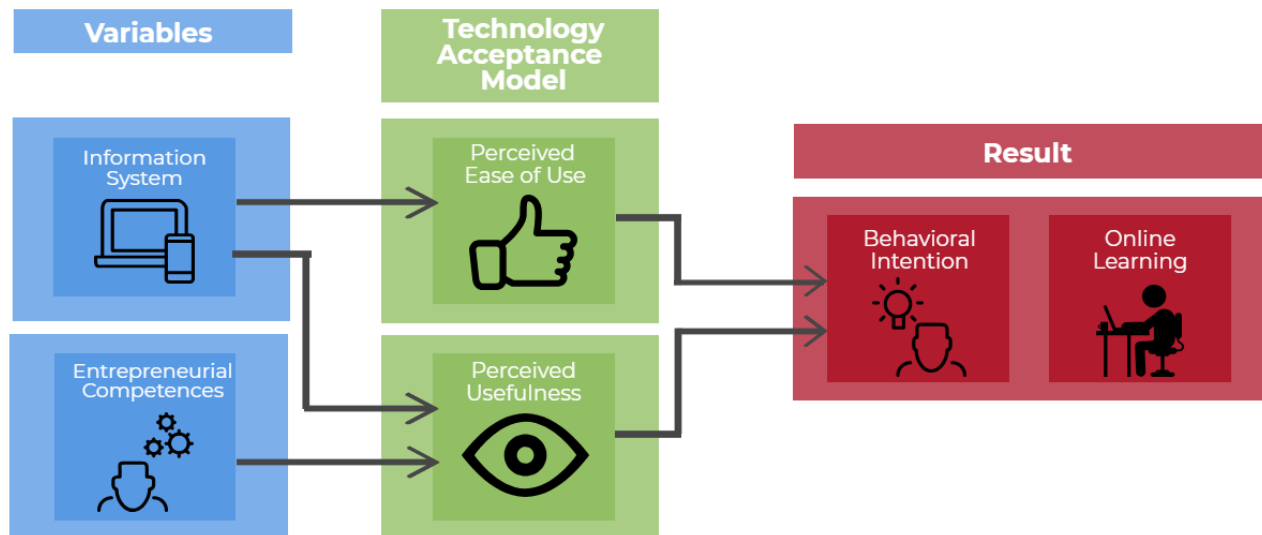 Variables
Technology
Acceptance
Model
Information
System
Perceived
Ease of Use
Result
Behavioral
Intention
Online
Learning
Entrepreneurial
Competences
Perceived
Usefulness